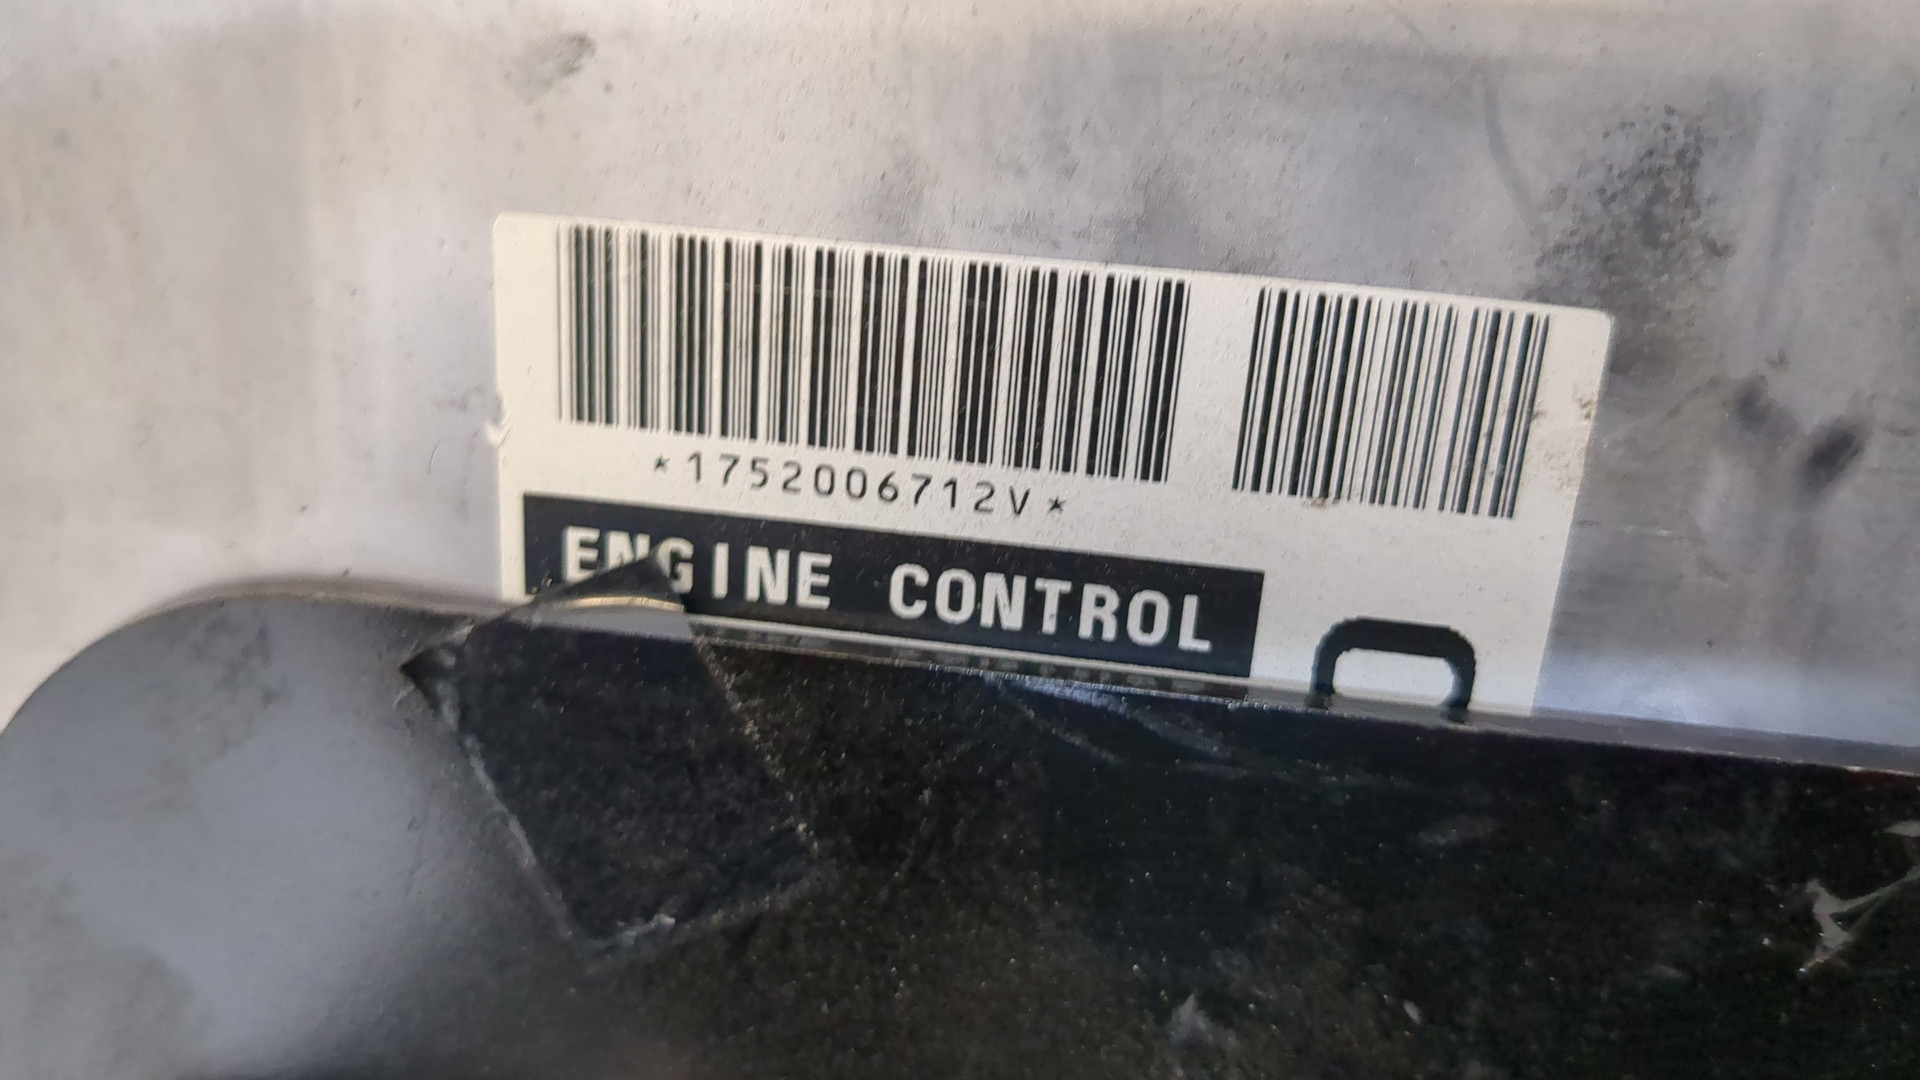 *1752006712V*
ENGINE CONTROL